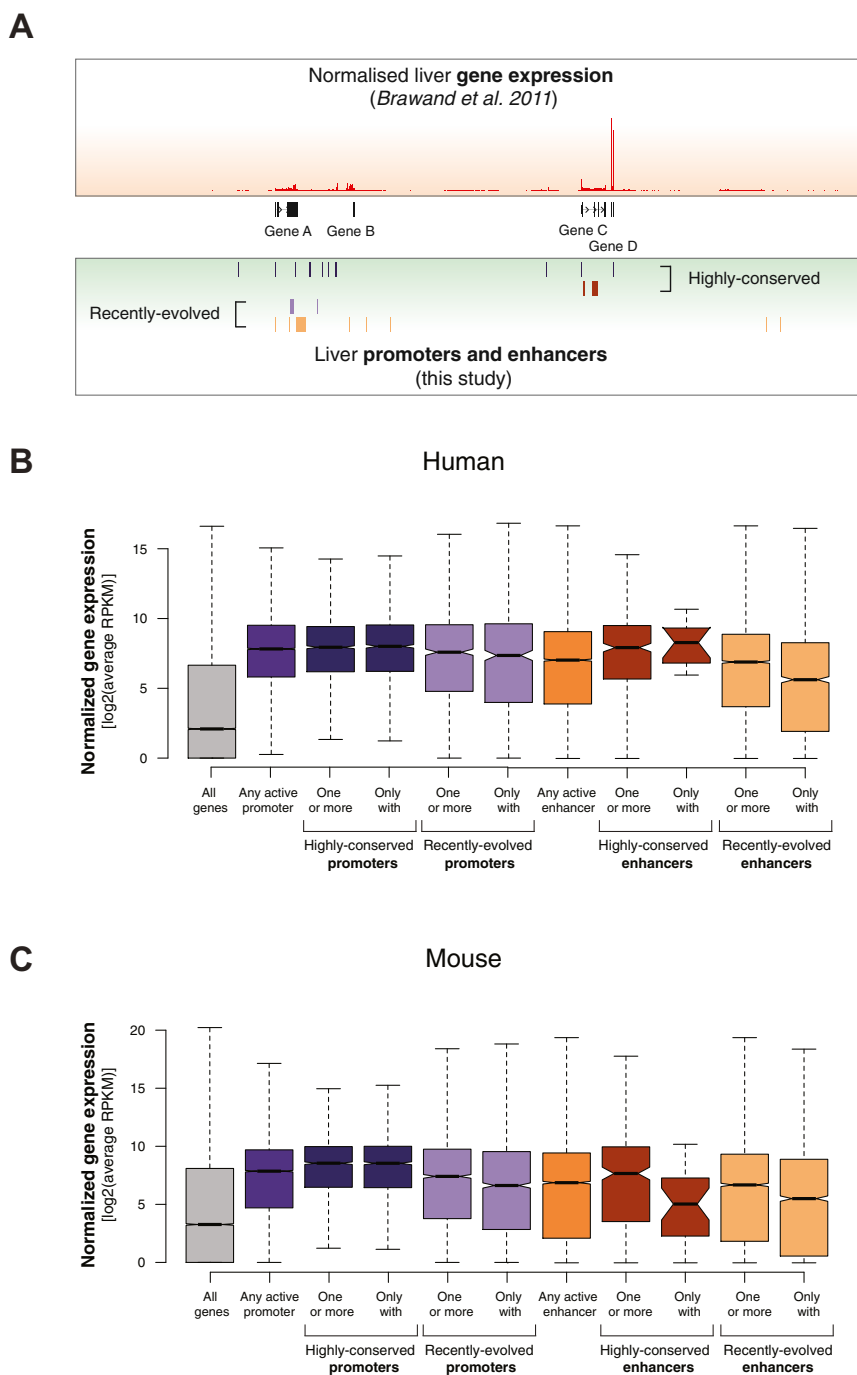 A
Normalised liver gene expression
(Brawand et al. 2011)
Gene A
Gene B
Gene C
Gene D
Highly-conserved
Recently-evolved
Liver promoters and enhancers
(this study)
B
Human
Normalized gene expression
[log2(average RPKM)]
15
10
5
0
All
genes
Any active
promoter
One
or more
Only
with
One
or more
Only
with
Any active
enhancer
One
or more
Only
with
One
or more
Only
with
Highly-conserved
promoters
Recently-evolved
promoters
Highly-conserved
enhancers
Recently-evolved
enhancers
C
Mouse
Normalized gene expression
[log2(average RPKM)]
20
15
10
5
0
All
genes
Any active
promoter
One
or more
Only
with
One
or more
Only
with
Any active
enhancer
One
or more
Only
with
One
or more
Only
with
Highly-conserved
promoters
Recently-evolved
promoters
Highly-conserved
enhancers
Recently-evolved
enhancers